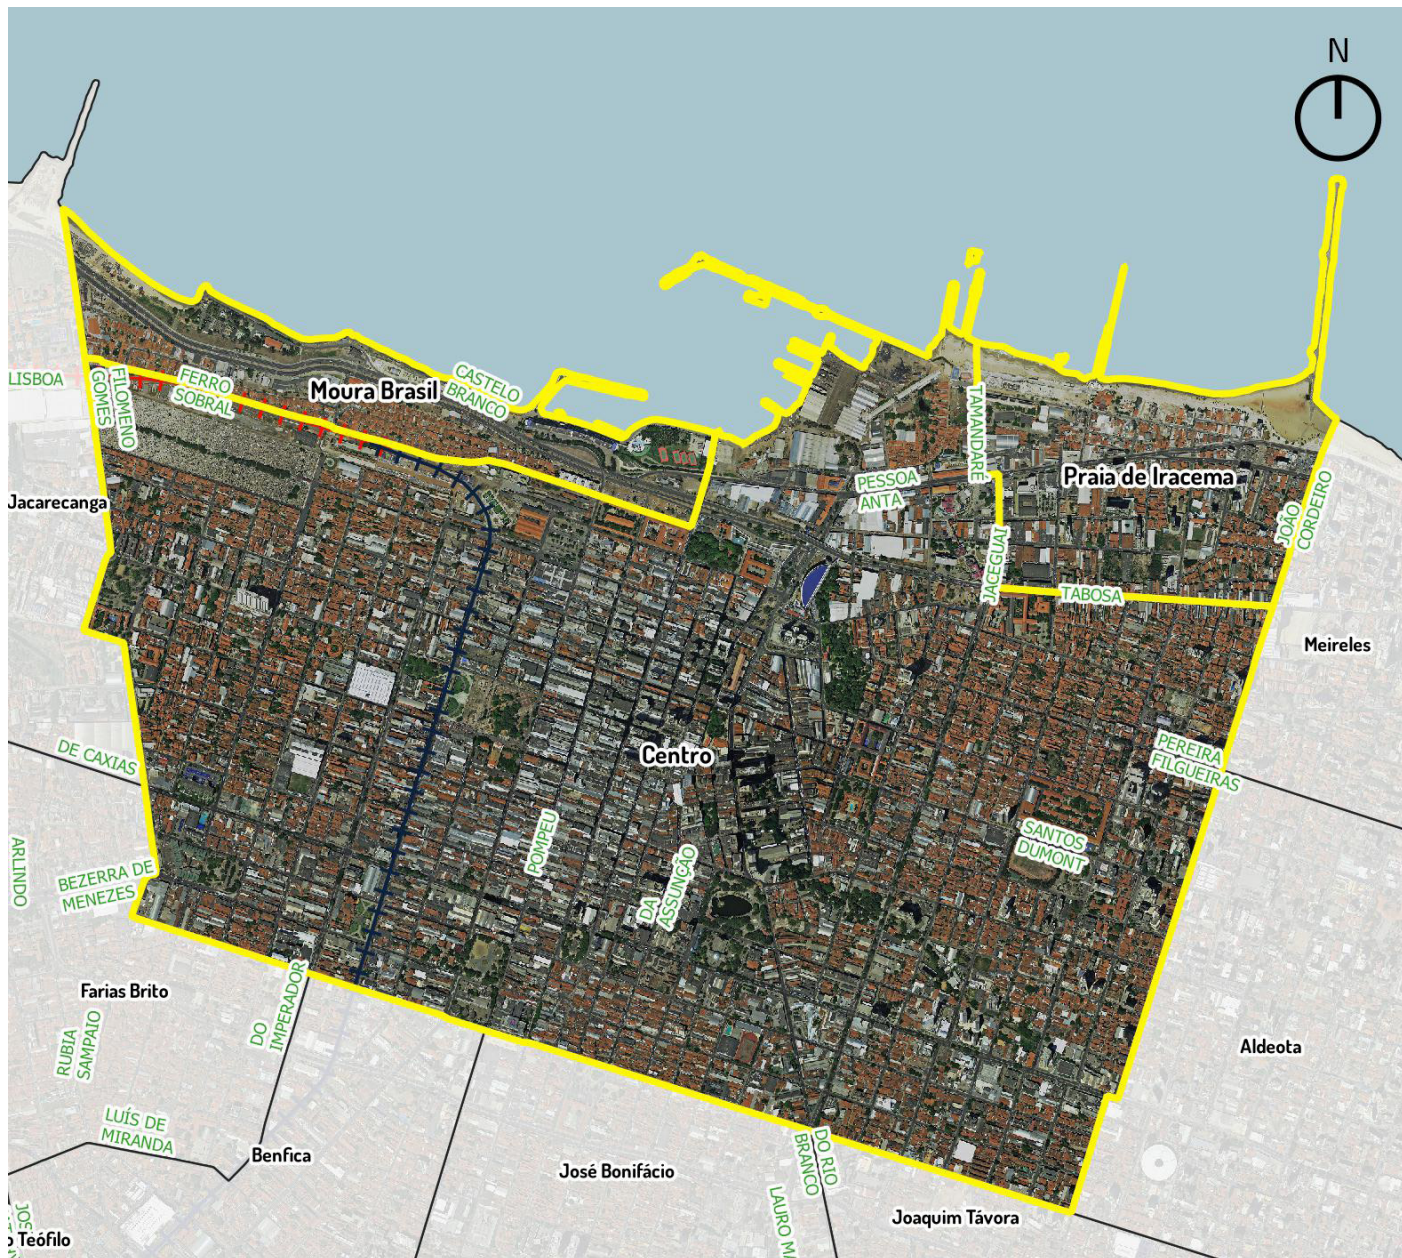 N
LISBOA
FILOMENO
GOMES
FERRO
SOBRAL
Moura Brasil
CASTELO
BRANCO
TAMANDARÉ
PESSOA
ANTA
Praia de Iracema
JOÃO
CORDEIRO
Jacarecanga
JACEGUAI
TABOSA
Meireles
DE CAXIAS
Centro
PEREIRA
FILGUEIRAS
ARLINDO
BEZERRA DE
MENEZES
POMPEU
DA
ASSUNÇÃO
SANTOS
DUMONT
Farias Brito
DO
IMPERADOR
RUBIA
SAMPAIO
Aldeota
LUÍS DE
MIRANDA
Benfica
José Bonifácio
DO RIO
BRANCO
LAURO MA
Joaquim Távora
JOS
o Teófilo